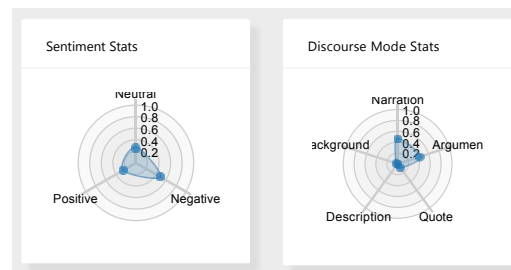 Sentiment Stats
Neutral
1.0
0.8
0.6
0.4
0.2
Positive
Negative
Discourse Mode Stats
Narration
1.0
0.8
0.6
0.4
0.2
ackground
Argumen
Description
Quote